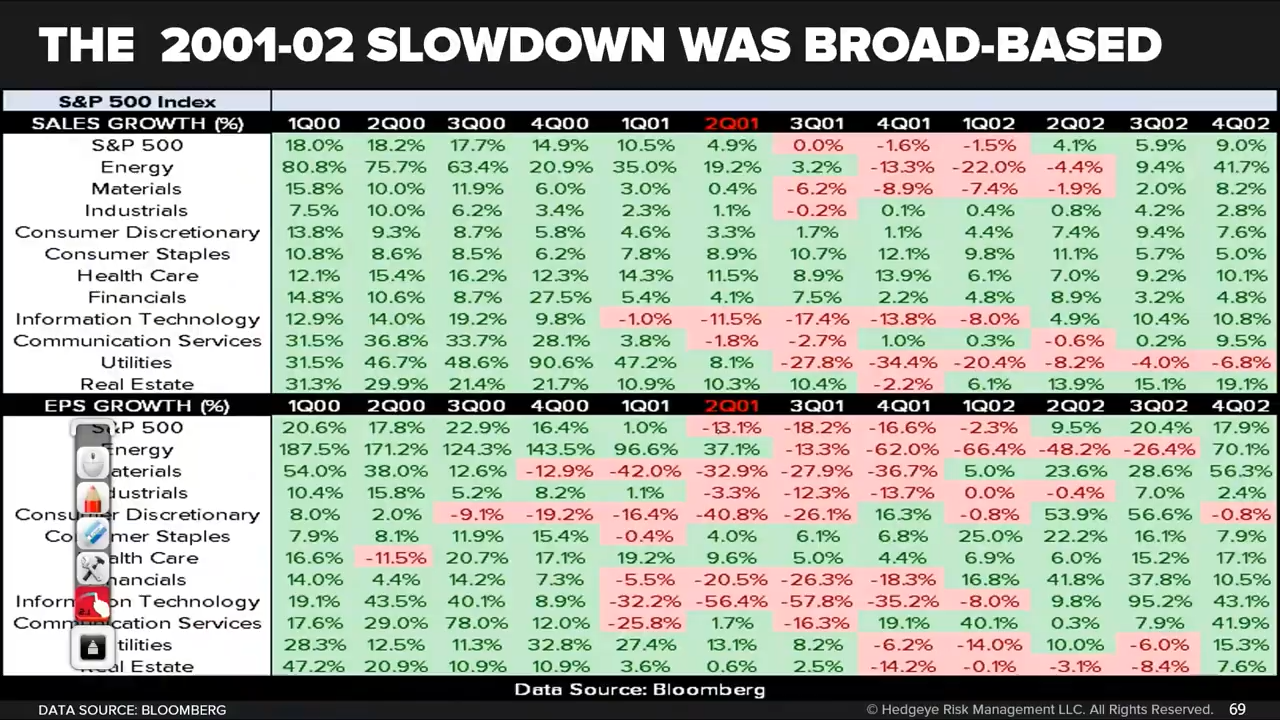 THE 2001-02 SLOWDOWN WAS BROAD-BASED
S&P 500 Index
SALES GROWTH (%) 1Q00 2Q00 3Q00 4Q00 1Q01 2Q01 3Q01 4Q01 1Q02 2Q02 3Q02 4Q02
S&P 500 18.0% 18.2% 17.7% 14.9% 10.5% 4.9% 0.0% -1.6% -1.5% 4.1% 5.9% 9.0%
Energy 80.8% 75.7% 63.4% 20.9% 35.0% 19.2% 3.2% -13.3% -22.0% -4.4% 9.4% 41.7%
Materials 15.8% 10.0% 11.9% 6.0% 3.0% 0.4% -6.2% -8.9% -7.4% -1.9% 2.0% 8.2%
Industrials 7.5% 10.0% 6.2% 3.4% 2.3% 1.1% -0.2% 0.1% 0.4% 0.8% 4.2% 2.8%
Consumer Discretionary 13.8% 9.3% 8.7% 5.8% 4.6% 3.3% 1.7% 1.1% 4.4% 7.4% 9.4% 7.6%
Consumer Staples 10.8% 8.6% 8.5% 6.2% 7.8% 8.9% 10.7% 12.1% 9.8% 11.1% 5.7% 5.0%
Health Care 12.1% 15.4% 16.2% 12.3% 14.3% 11.5% 8.9% 13.9% 6.1% 7.0% 9.2% 10.1%
Financials 14.8% 10.6% 8.7% 27.5% 5.4% 4.1% 7.5% 2.2% 4.8% 8.9% 3.2% 4.8%
Information Technology 12.9% 14.0% 19.2% 9.8% -1.0% -11.5% -17.4% -13.8% -8.0% 4.9% 10.4% 10.8%
Communication Services 31.5% 36.8% 33.7% 28.1% 3.8% -1.8% -2.7% 1.0% 0.3% -0.6% 0.2% 9.5%
Utilities 31.5% 46.7% 48.6% 90.6% 47.2% 8.1% -27.8% -34.4% -20.4% -8.2% -4.0% -6.8%
Real Estate 31.3% 29.9% 21.4% 21.7% 10.9% 10.3% 10.4% -2.2% 6.1% 13.9% 15.1% 19.1%
EPS GROWTH (%) 1Q00 2Q00 3Q00 4Q00 1Q01 2Q01 3Q01 4Q01 1Q02 2Q02 3Q02 4Q02
S&P 500 20.6% 17.8% 22.9% 16.4% 1.0% -13.1% -18.2% -16.6% -2.3% 9.5% 20.4% 17.9%
Energy 187.5% 171.2% 124.3% 143.5% 96.6% 37.1% -13.3% -62.0% -66.4% -48.2% -26.4% 70.1%
aterials 54.0% 38.0% 12.6% -12.9% -42.0% -32.9% -27.9% -36.7% 5.0% 23.6% 28.6% 56.3%
dustrials 10.4% 15.8% 5.2% 8.2% 1.1% -3.3% -12.3% -13.7% 0.0% -0.4% 7.0% 2.4%
Consumer Discretionary 8.0% 2.0% -9.1% -19.2% -16.4% -40.8% -26.1% 16.3% -0.8% 53.9% 56.6% -0.8%
Co er Staples 7.9% 8.1% 11.9% 15.4% -0.4% 4.0% 6.1% 6.8% 25.0% 22.2% 16.1% 7.9%
alth Care 16.6% -11.5% 20.7% 17.1% 19.2% 9.6% 5.0% 4.4% 6.9% 6.0% 15.2% 17.1%
nancials 14.0% 4.4% 14.2% 7.3% -5.5% -20.5% -26.3% -18.3% 16.8% 41.8% 37.8% 10.5%
Inform on Technology 19.1% 43.5% 40.1% 8.9% -32.2% -56.4% -57.8% -35.2% -8.0% 9.8% 95.2% 43.1%
Communication Services 17.6% 29.0% 78.0% 12.0% -25.8% 1.7% -16.3% 19.1% 40.1% 0.3% 7.9% 41.9%
tilities 28.3% 12.5% 11.3% 32.8% 27.4% 13.1% 8.2% -6.2% -14.0% 10.0% -6.0% 15.3%
Real Estate 47.2% 20.9% 10.9% 10.9% 3.6% 0.6% 2.5% -14.2% -0.1% -3.1% -8.4% 7.6%
Data Source: Bloomberg
DATA SOURCE: BLOOMBERG © Hedgeye Risk Management LLC. All Rights Reserved. 69